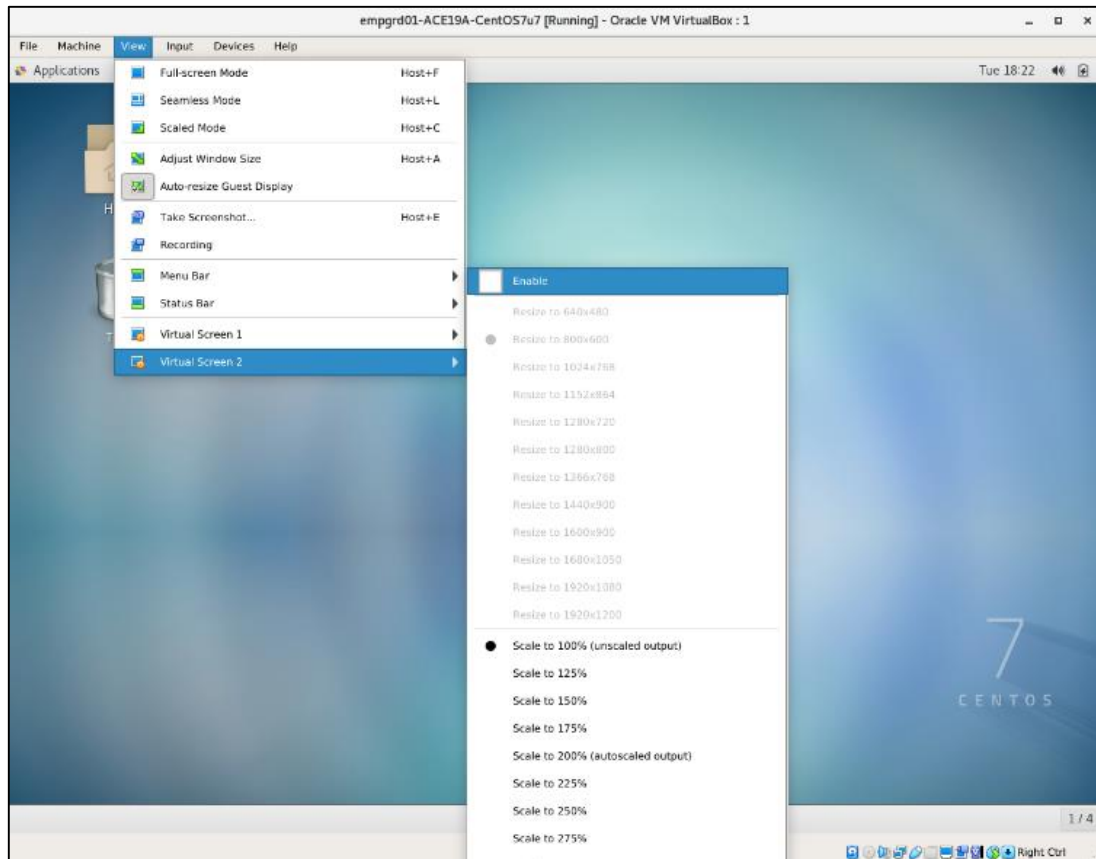 empgrd01-ACE19A-CentOS7u7 [Running] - Oracle VM VirtualBox : 1
File Machine View Input Devices Help
Applications Tue 18:22
Full-screen Mode Host+F
Seamless Mode Host+L
Scaled Mode Host+C
Adjust Window Size Host+A
Auto-resize Guest Display
H
Take Screenshot... Host+E
Recording
Menu Bar
Enable
Status Bar
Resize to 640x480
T
Virtual Screen 1
Resize to 800x600
Virtual Screen 2
Resize to 1024x768
Resize to 1152x864
Resize to 1280x720
Resize to 1280x800
Resize to 1366x768
Resize to 1440x900
Resize to 1600x900
Resize to 1680x1050
Resize to 1920x1080
Resize to 1920x1200
Scale to 100% (unscaled output)
Scale to 125%
Scale to 150%
Scale to 175%
Scale to 200% (autoscaled output)
Scale to 225%
Scale to 250%
Scale to 275%
7
CENTOS
1 / 4
Right Ctrl